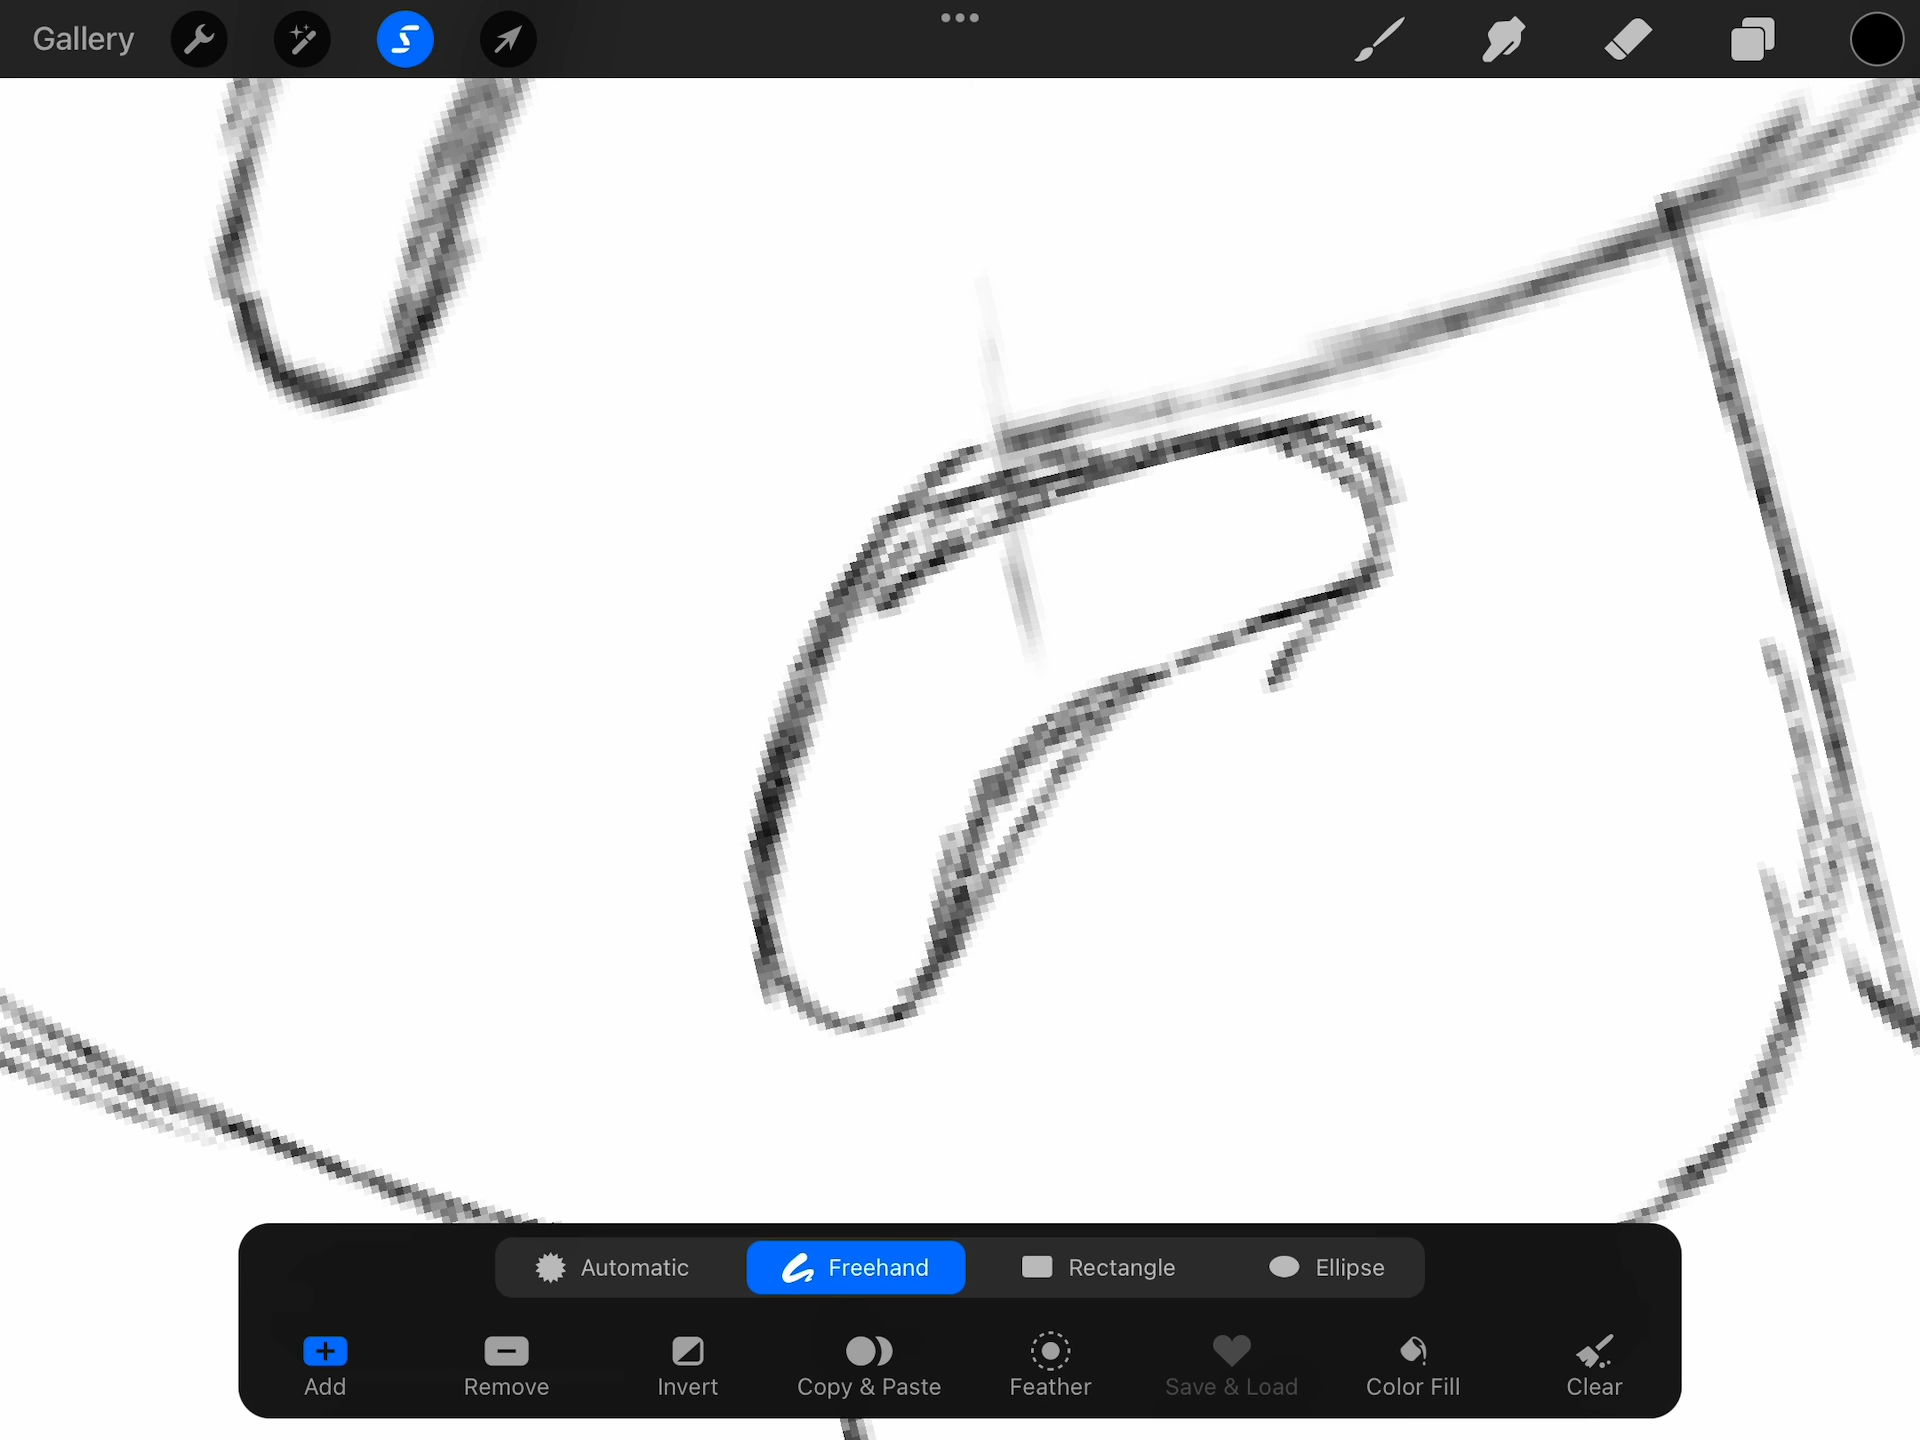 Gallery
Automatic
Freehand
Rectangle
Ellipse
Add
Remove
Invert
Copy & Paste
Feather
Save & Load
Color Fill
Clear